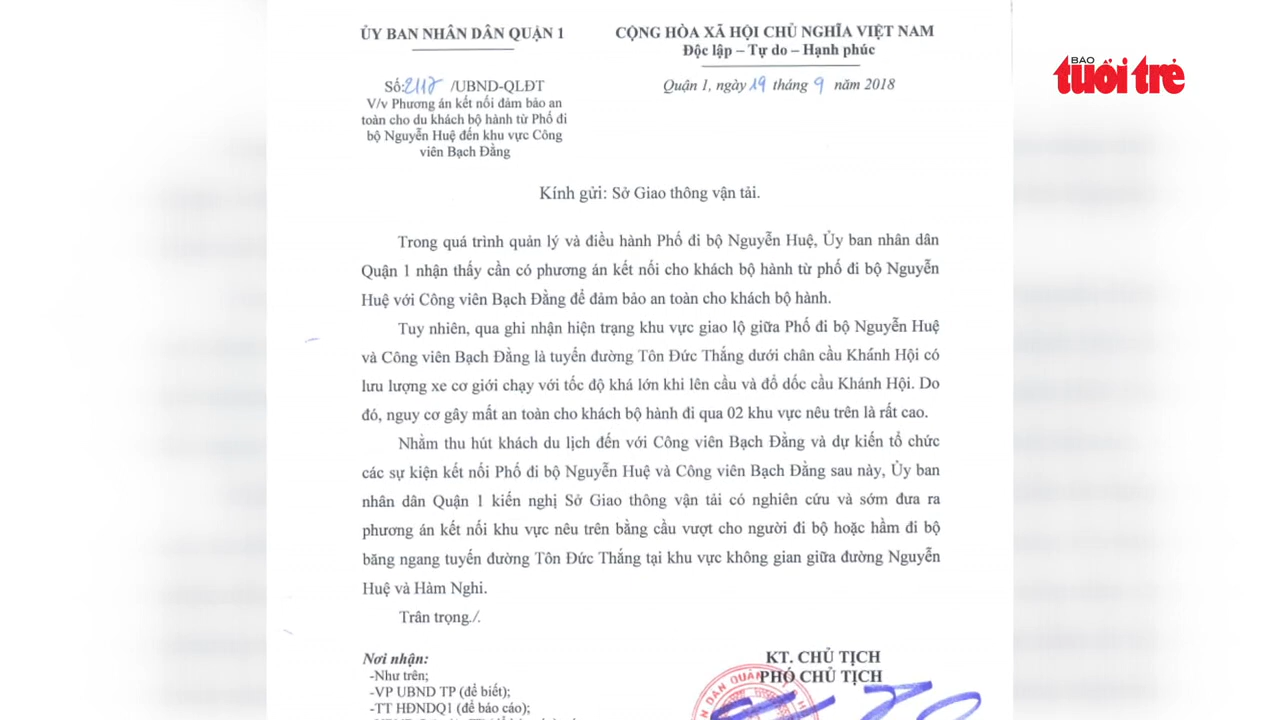 ỦY BAN NHÂN DÂN QUẬN 1
CỘNG HÒA XÃ HỘI CHỦ NGHĨA VIỆT NAM
Độc lập – Tự do – Hạnh phúc
Số: /UBND-QLĐT
Quận 1, ngày 19 tháng 9 năm 2018
V/v Phương án kết nối đảm bảo an
toàn cho du khách bộ hành từ Phố đi
bộ Nguyễn Huệ đến khu vực Công
viên Bạch Đằng
BÁO
tuổi trẻ
Kính gửi: Sở Giao thông vận tải.
Trong quá trình quản lý và điều hành Phố đi bộ Nguyễn Huệ, Ủy ban nhân dân
Quận 1 nhận thấy cần có phương án kết nối cho khách bộ hành từ phố đi bộ Nguyễn
Huệ với Công viên Bạch Đằng để đảm bảo an toàn cho khách bộ hành.
Tuy nhiên, qua ghi nhận hiện trạng khu vực giao lộ giữa Phố đi bộ Nguyễn Huệ
và Công viên Bạch Đằng là tuyến đường Tôn Đức Thắng dưới chân cầu Khánh Hội có
lưu lượng xe cơ giới chạy với tốc độ khá lớn khi lên cầu và đổ dốc cầu Khánh Hội. Do
đó, nguy cơ gây mất an toàn cho khách bộ hành đi qua 02 khu vực nêu trên là rất cao.
Nhằm thu hút khách du lịch đến với Công viên Bạch Đằng và dự kiến tổ chức
các sự kiện kết nối Phố đi bộ Nguyễn Huệ và Công viên Bạch Đằng sau này, Ủy ban
nhân dân Quận 1 kiến nghị Sở Giao thông vận tải có nghiên cứu và sớm đưa ra
phương án kết nối khu vực nêu trên bằng cầu vượt cho người đi bộ hoặc hầm đi bộ
băng ngang tuyến đường Tôn Đức Thắng tại khu vực không gian giữa đường Nguyễn
Huệ và Hàm Nghi.
Trân trọng./.
Nơi nhận:
-Như trên;
-VP UBND TP (để biết);
-TT HĐNDQ1 (để báo cáo);
KT. CHỦ TỊCH
PHÓ CHỦ TỊCH